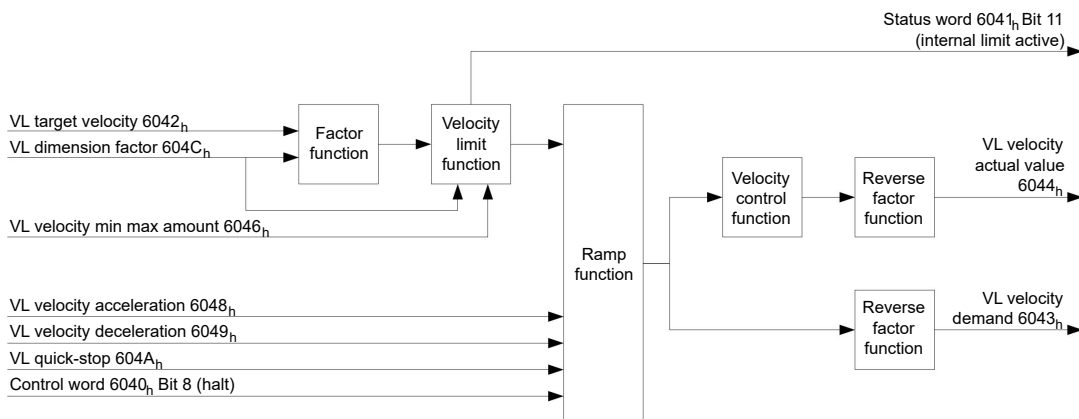 Status word 6041h Bit 11
(internal limit active)
VL target velocity 6042h
VL dimension factor 604Ch
Factor
function
Velocity
limit
function
VL velocity min max amount 6046h
Ramp
function
Velocity
control
function
Reverse
factor
function
VL velocity
actual value
6044h
VL velocity acceleration 6048h
VL velocity deceleration 6049h
VL quick-stop 604Ah
Control word 6040h Bit 8 (halt)
Reverse
factor
function
VL velocity
demand 6043h